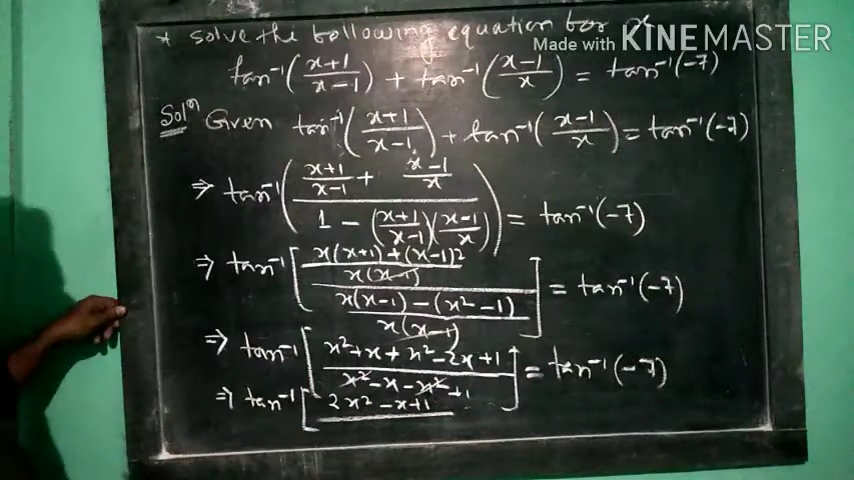 * solve the following equation for x
Made with KINEMASTER
tan⁻¹(x+1/x-1) + tan⁻¹(x-1/x) = tan⁻¹(-7)
Solⁿ Given tan⁻¹(x+1/x-1) + tan⁻¹(x-1/x) = tan⁻¹(-7)
⇒ tan⁻¹( (x+1/x-1 + x-1/x) / (1 - (x+1/x-1)(x-1/x)) ) = tan⁻¹(-7)
⇒ tan⁻¹[ (x(x+1)+(x-1)²/x(x-1)) / (x(x-1)-(x²-1)/x(x-1)) ] = tan⁻¹(-7)
⇒ tan⁻¹[ x²+x+x²-2x+1 / x²-x-x²+1 ] = tan⁻¹(-7)
⇒ tan⁻¹[ 2x²-x+1